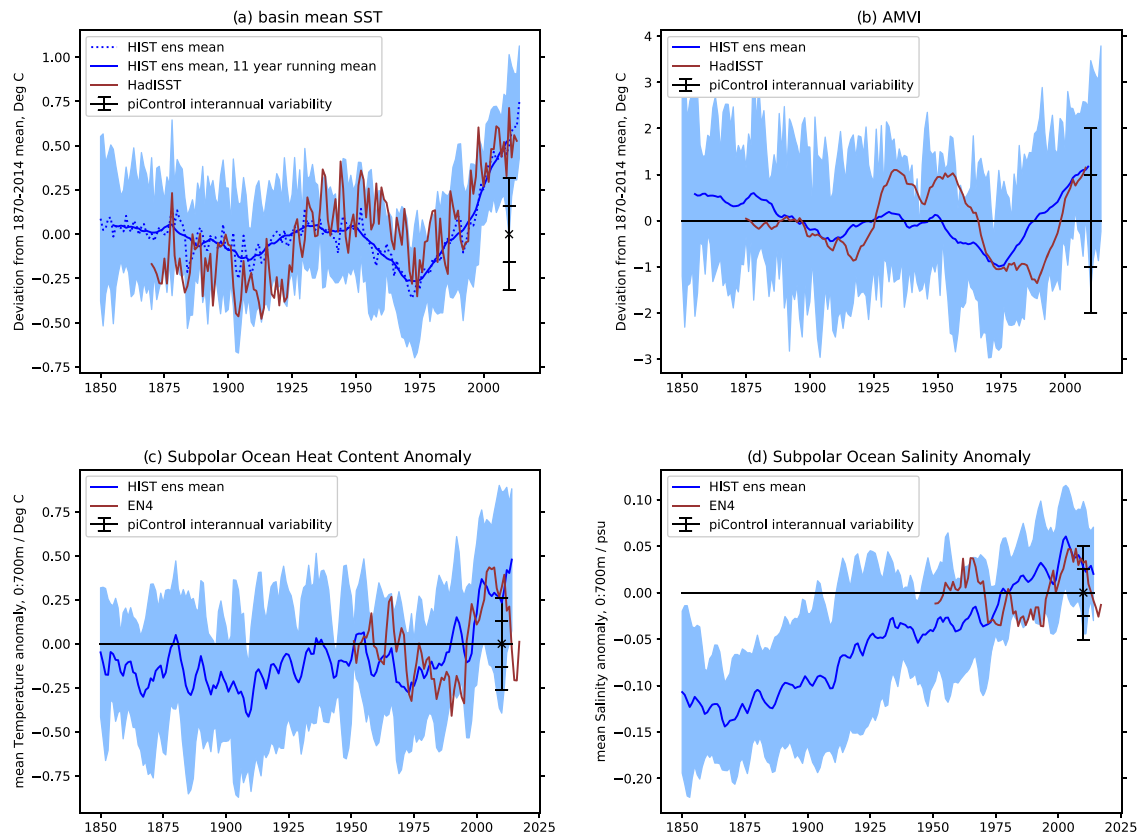 (a) basin mean SST
HIST ens mean
HIST ens mean, 11 year running mean
HadISST
piControl interannual variability
Deviation from 1870-2014 mean, Deg C
1.00
0.75
0.50
0.25
0.00
−0.25
−0.50
−0.75
1850
1875
1900
1925
1950
1975
2000
(b) AMVI
HIST ens mean
HadISST
piControl interannual variability
Deviation from 1870-2014 mean, Deg C
4
3
2
1
0
−1
−2
−3
1850
1875
1900
1925
1950
1975
2000
(c) Subpolar Ocean Heat Content Anomaly
HIST ens mean
EN4
piControl interannual variability
mean Temperature anomaly, 0:700m / Deg C
0.75
0.50
0.25
0.00
−0.25
−0.50
−0.75
1850
1875
1900
1925
1950
1975
2000
2025
(d) Subpolar Ocean Salinity Anomaly
HIST ens mean
EN4
piControl interannual variability
mean Salinity anomaly, 0:700m / psu
0.10
0.05
0.00
−0.05
−0.10
−0.15
−0.20
1850
1875
1900
1925
1950
1975
2000
2025